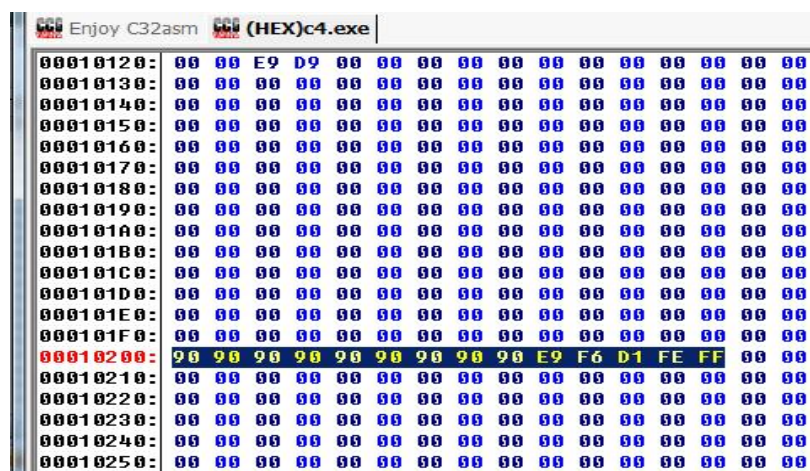 Enjoy C32asm (HEX)c4.exe
00010120: 00 00 E9 D9 00 00 00 00 00 00 00 00 00 00 00 00
00010130: 00 00 00 00 00 00 00 00 00 00 00 00 00 00 00 00
00010140: 00 00 00 00 00 00 00 00 00 00 00 00 00 00 00 00
00010150: 00 00 00 00 00 00 00 00 00 00 00 00 00 00 00 00
00010160: 00 00 00 00 00 00 00 00 00 00 00 00 00 00 00 00
00010170: 00 00 00 00 00 00 00 00 00 00 00 00 00 00 00 00
00010180: 00 00 00 00 00 00 00 00 00 00 00 00 00 00 00 00
00010190: 00 00 00 00 00 00 00 00 00 00 00 00 00 00 00 00
000101A0: 00 00 00 00 00 00 00 00 00 00 00 00 00 00 00 00
000101B0: 00 00 00 00 00 00 00 00 00 00 00 00 00 00 00 00
000101C0: 00 00 00 00 00 00 00 00 00 00 00 00 00 00 00 00
000101D0: 00 00 00 00 00 00 00 00 00 00 00 00 00 00 00 00
000101E0: 00 00 00 00 00 00 00 00 00 00 00 00 00 00 00 00
000101F0: 00 00 00 00 00 00 00 00 00 00 00 00 00 00 00 00
00010200: 90 90 90 90 90 90 90 90 90 E9 F6 D1 FE FF 00 00
00010210: 00 00 00 00 00 00 00 00 00 00 00 00 00 00 00 00
00010220: 00 00 00 00 00 00 00 00 00 00 00 00 00 00 00 00
00010230: 00 00 00 00 00 00 00 00 00 00 00 00 00 00 00 00
00010240: 00 00 00 00 00 00 00 00 00 00 00 00 00 00 00 00
00010250: 00 00 00 00 00 00 00 00 00 00 00 00 00 00 00 00